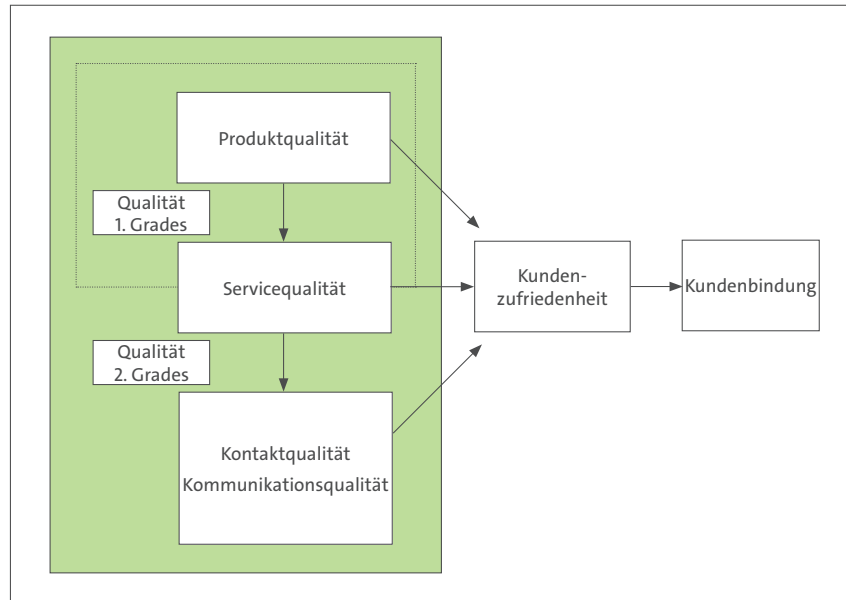 Produktqualität
Qualität
1. Grades
Servicequalität
Kunden-
zufriedenheit
Kundenbindung
Qualität
2. Grades
Kontaktqualität
Kommunikationsqualität